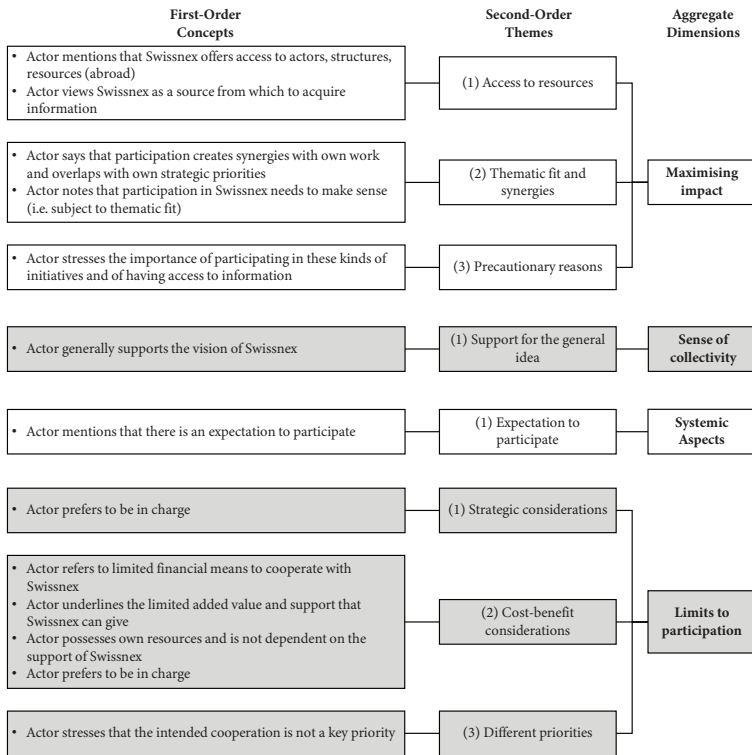 First-Order
Concepts
Second-Order
Themes
Aggregate
Dimensions
• Actor mentions that Swissnex offers access to actors, structures,
resources (abroad)
• Actor views Swissnex as a source from which to acquire
information
(1) Access to resources
• Actor says that participation creates synergies with own work
and overlaps with own strategic priorities
• Actor notes that participation in Swissnex needs to make sense
(i.e. subject to thematic fit)
(2) Thematic fit and
synergies
Maximising
impact
• Actor stresses the importance of participating in these kinds of
initiatives and of having access to information
(3) Precautionary reasons
• Actor generally supports the vision of Swissnex
(1) Support for the general
idea
Sense of
collectivity
• Actor mentions that there is an expectation to participate
(1) Expectation to
participate
Systemic
Aspects
• Actor prefers to be in charge
(1) Strategic considerations
• Actor refers to limited financial means to cooperate with
Swissnex
• Actor underlines the limited added value and support that
Swissnex can give
• Actor possesses own resources and is not dependent on the
support of Swissnex
• Actor prefers to be in charge
(2) Cost-benefit
considerations
Limits to
participation
• Actor stresses that the intended cooperation is not a key priority
(3) Different priorities